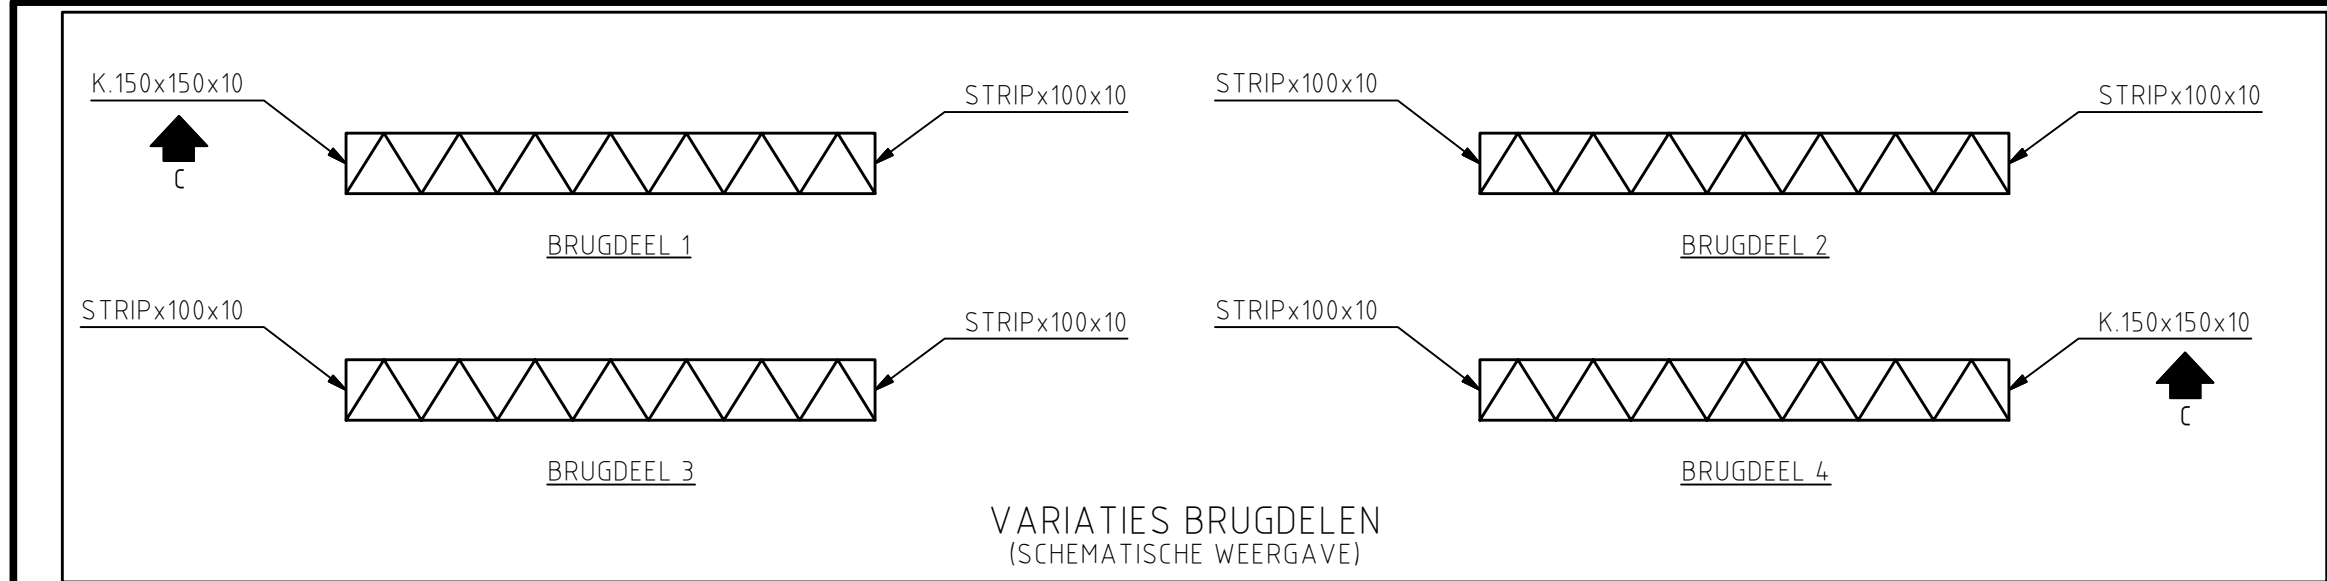 K.150x150x10
C
STRIPx100x10
BRUGDEEL 1
STRIPx100x10
STRIPx100x10
BRUGDEEL 2
STRIPx100x10
STRIPx100x10
BRUGDEEL 3
STRIPx100x10
K.150x150x10
C
BRUGDEEL 4
VARIATIES BRUGDELEN
(SCHEMATISCHE WEERGAVE)